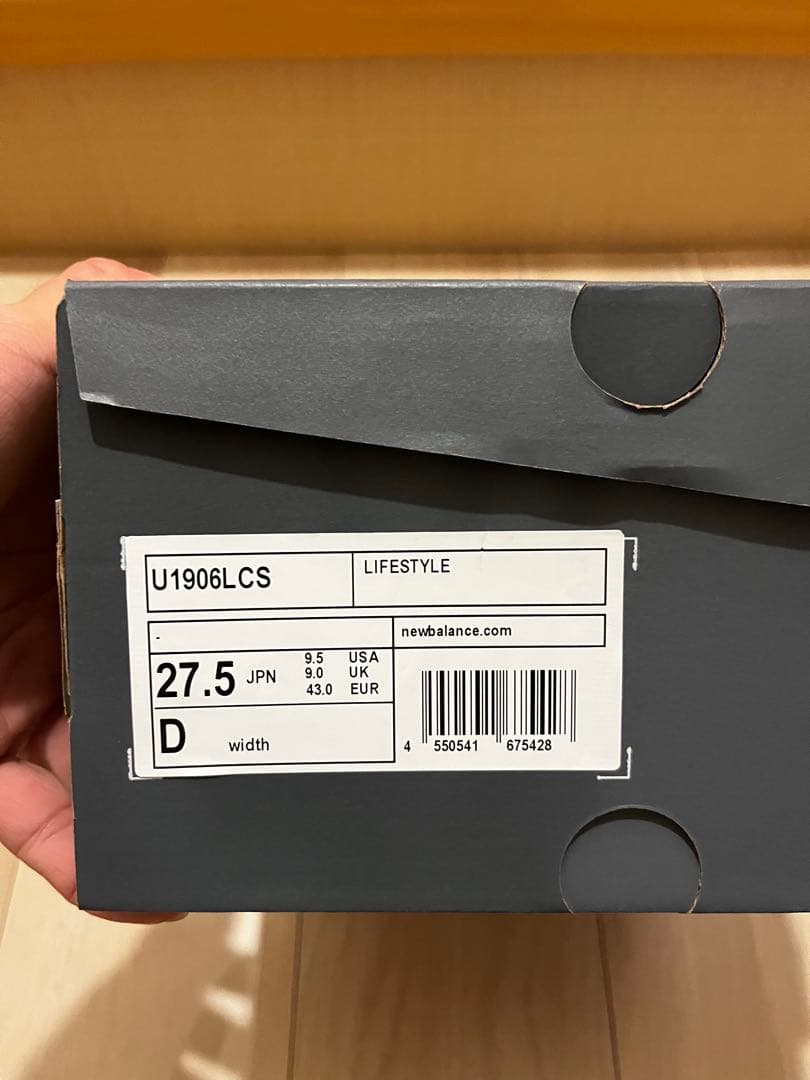 U1906LCS
LIFESTYLE
-
newbalance.com
27.5 JPN
9.5 USA
9.0 UK
43.0 EUR
D width
4 550541 675428